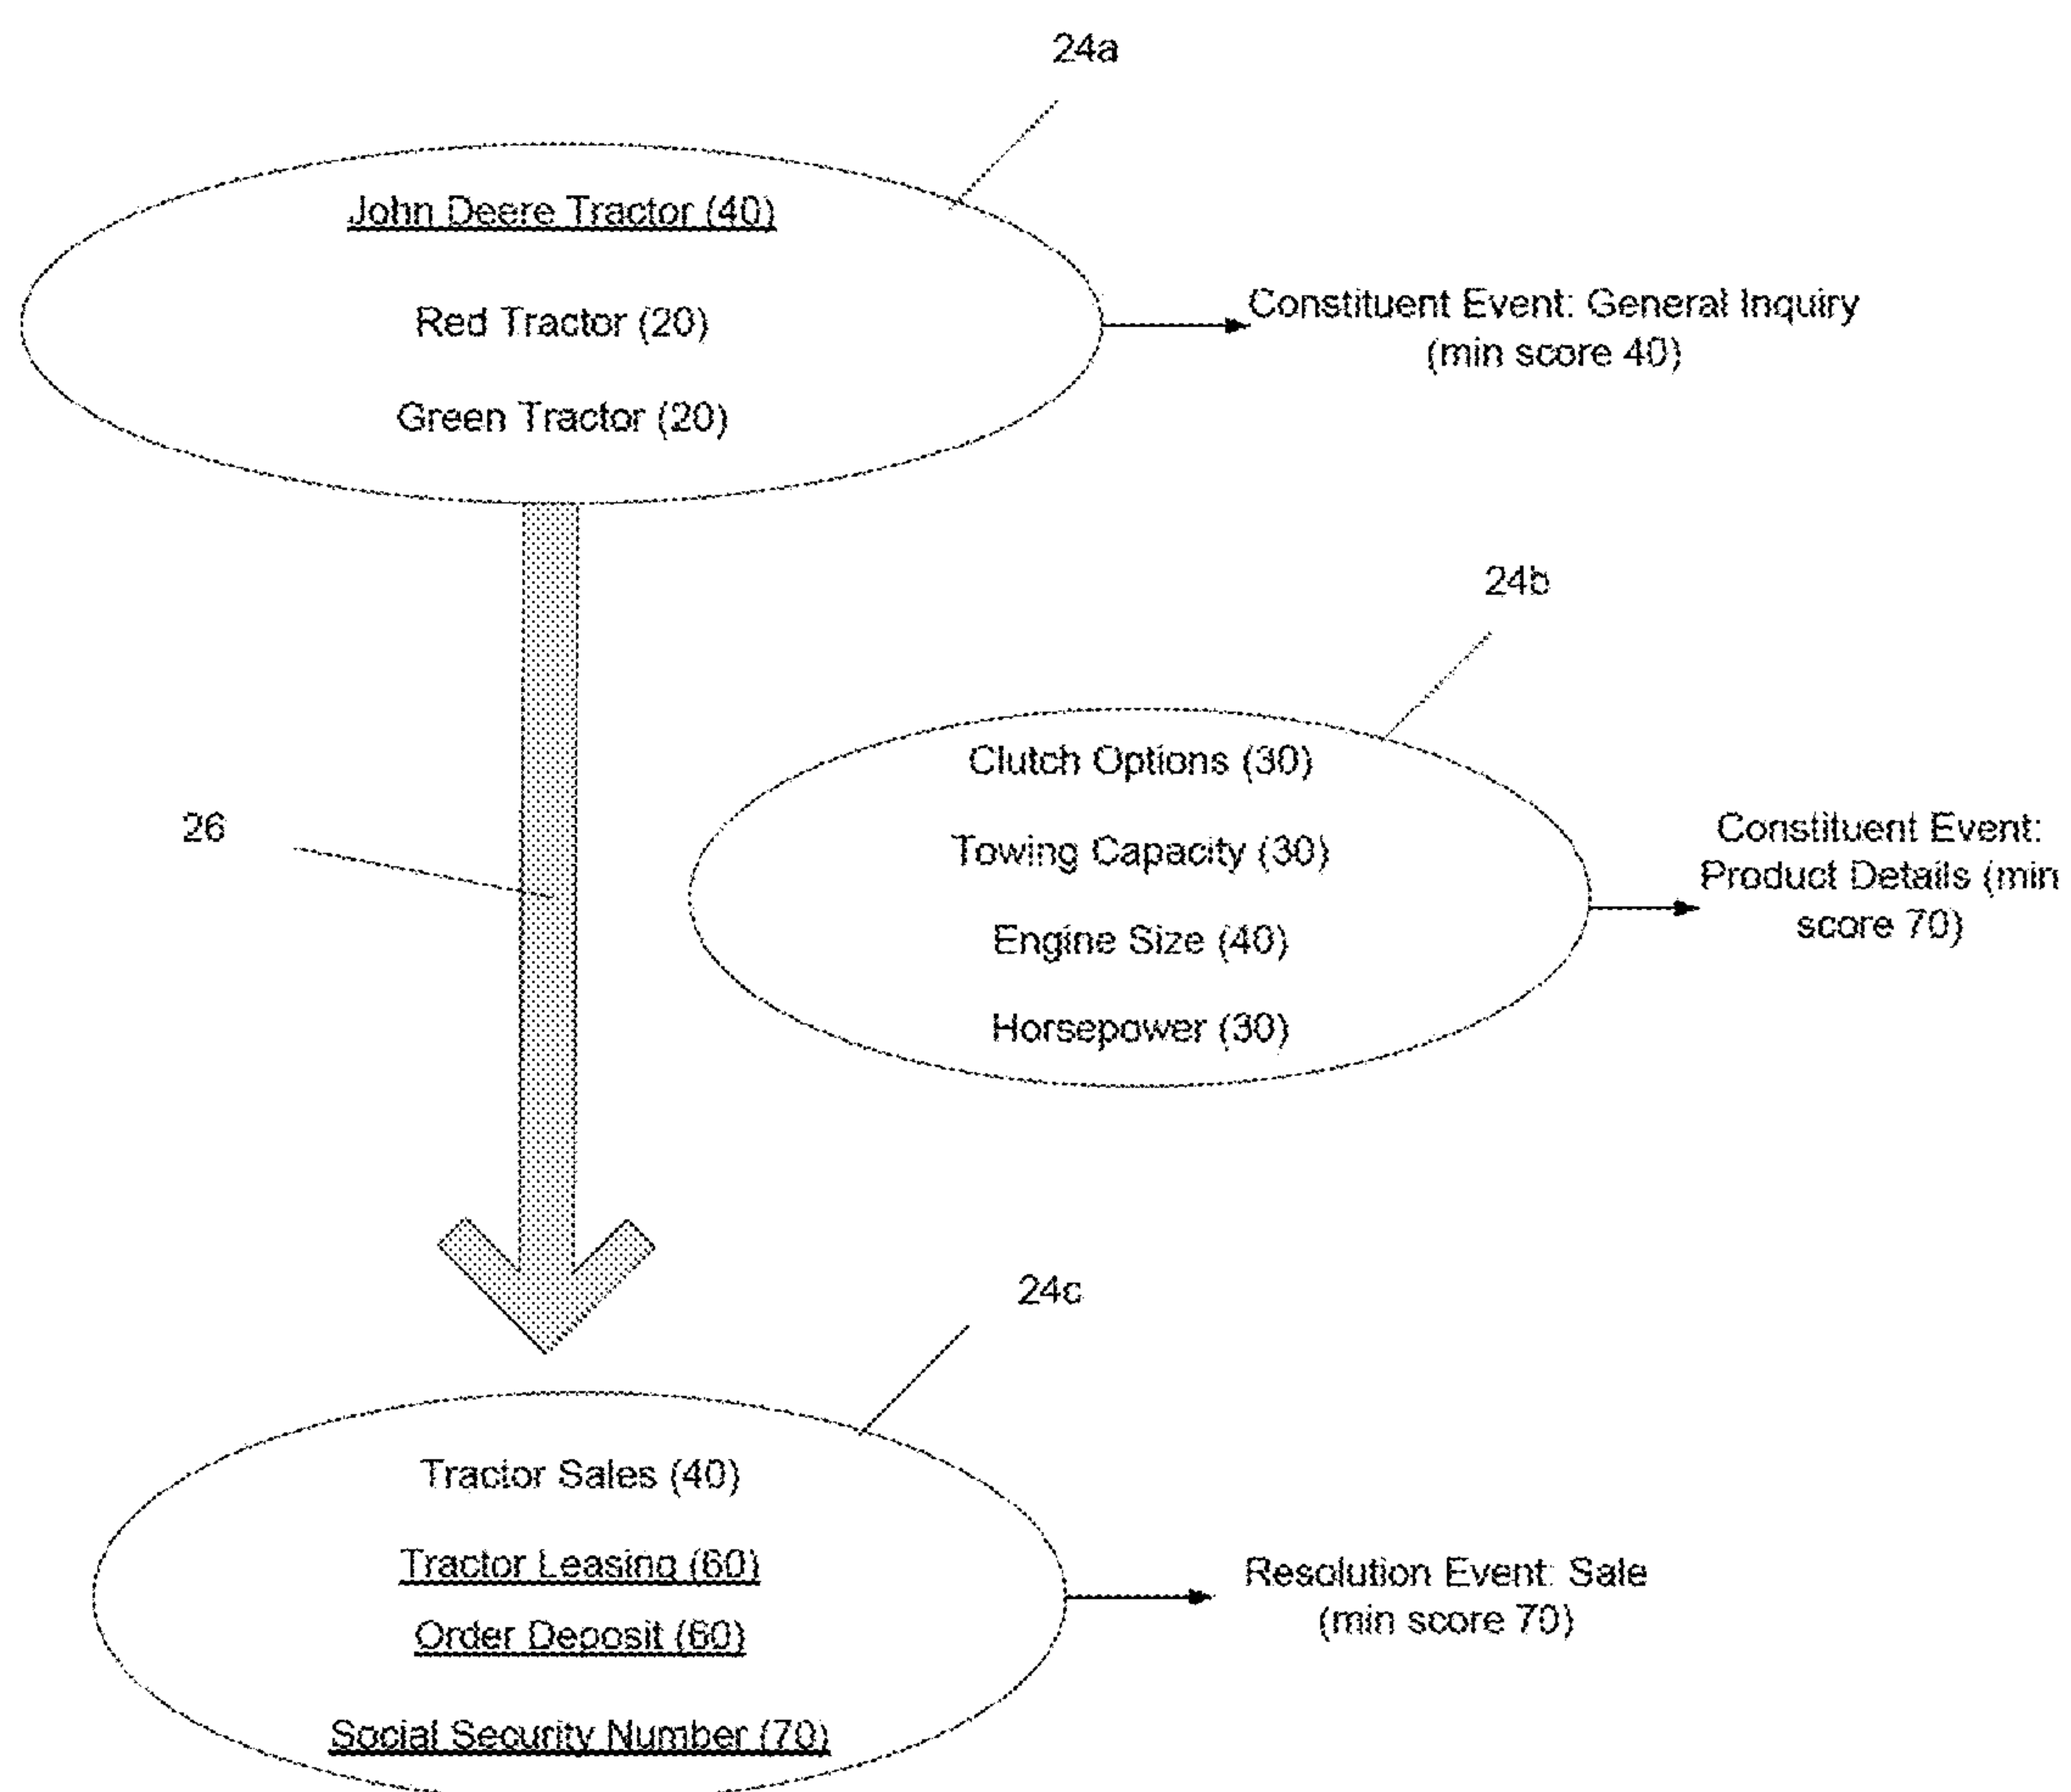 24a
John Deere Tractor (40)
Red Tractor (20)
Green Tractor (20)
Constituent Event: General Inquiry
(min score 40)
24b
Clutch Options (30)
Towing Capacity (30)
Engine Size (40)
Horsepower (30)
Constituent Event:
Product Details (min
score 70)
26
24c
Tractor Sales (40)
Tractor Leasing (60)
Order Deposit (60)
Social Security Number (70)
Resolution Event: Sale
(min score 70)